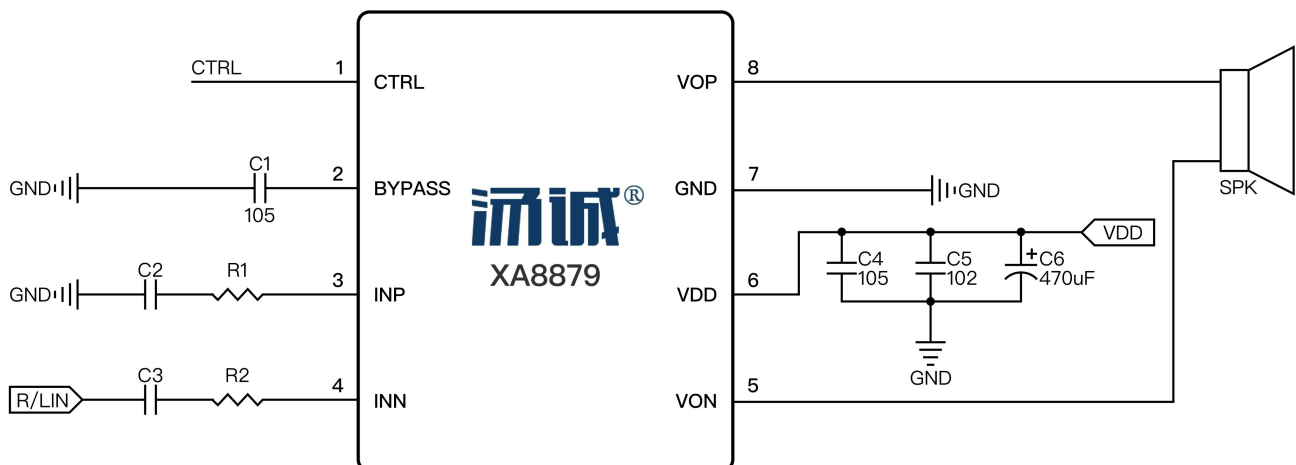 CTRL
1
CTRL
VOP
8
C1
GND
105
2
BYPASS
诚®
XA8879
GND
7
GND
SPK
VDD
C4
105
C5
102
+
C6
470uF
GND
C2
R1
3
INP
VDD
6
GND
R/LIN
C3
R2
4
INN
VON
5